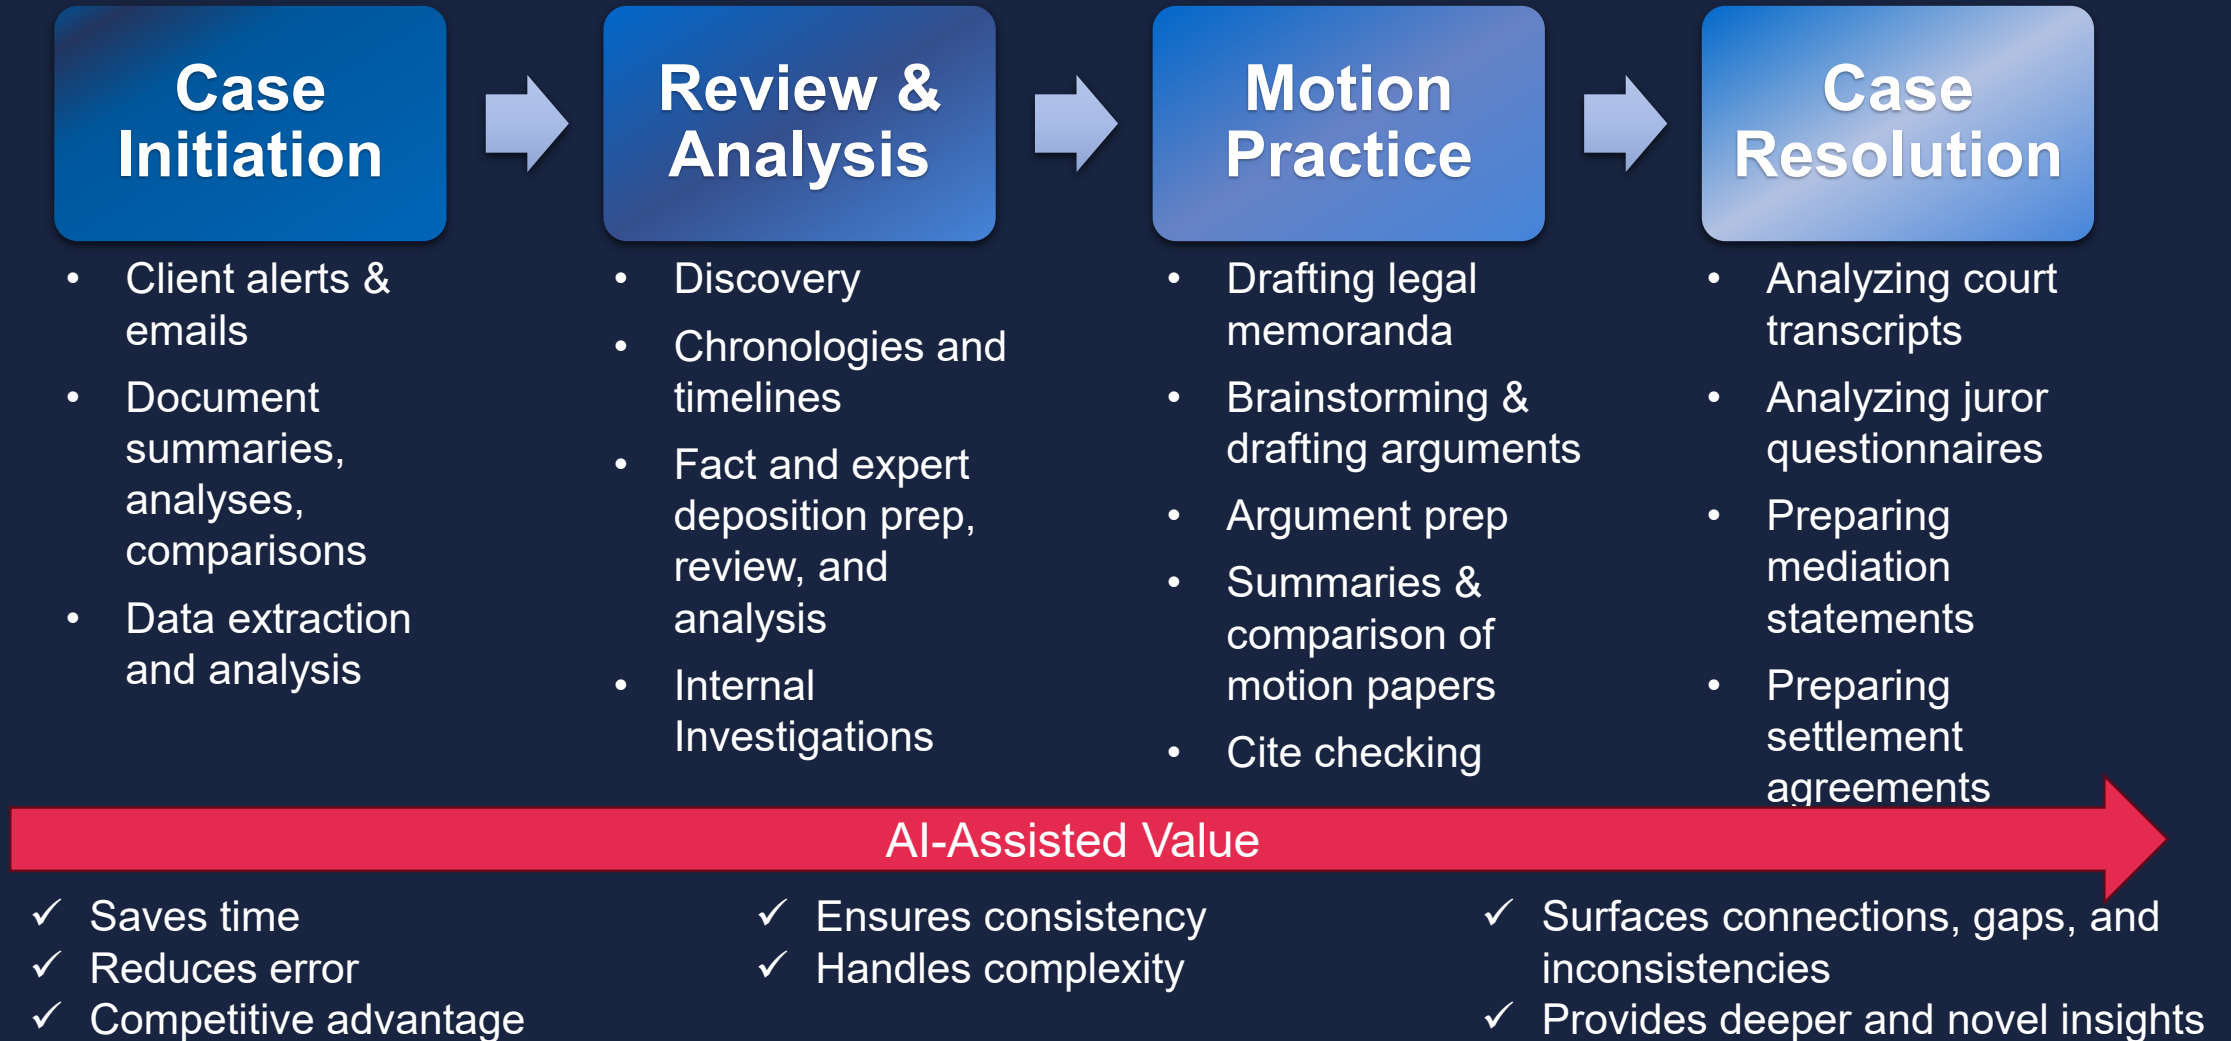 Case
Initiation
Review &
Analysis
Motion
Practice
Case
Resolution
• Client alerts &
emails
• Document
summaries,
analyses,
comparisons
• Data extraction
and analysis
• Discovery
• Chronologies and
timelines
• Fact and expert
deposition prep,
review, and
analysis
• Internal
Investigations
• Drafting legal
memoranda
• Brainstorming &
drafting arguments
• Argument prep
• Summaries &
comparison of
motion papers
• Cite checking
• Analyzing court
transcripts
• Analyzing juror
questionnaires
• Preparing
mediation
statements
• Preparing
settlement
agreements
AI-Assisted Value
✓ Saves time
✓ Reduces error
✓ Competitive advantage
✓ Ensures consistency
✓ Handles complexity
✓ Surfaces connections, gaps, and
inconsistencies
✓ Provides deeper and novel insights